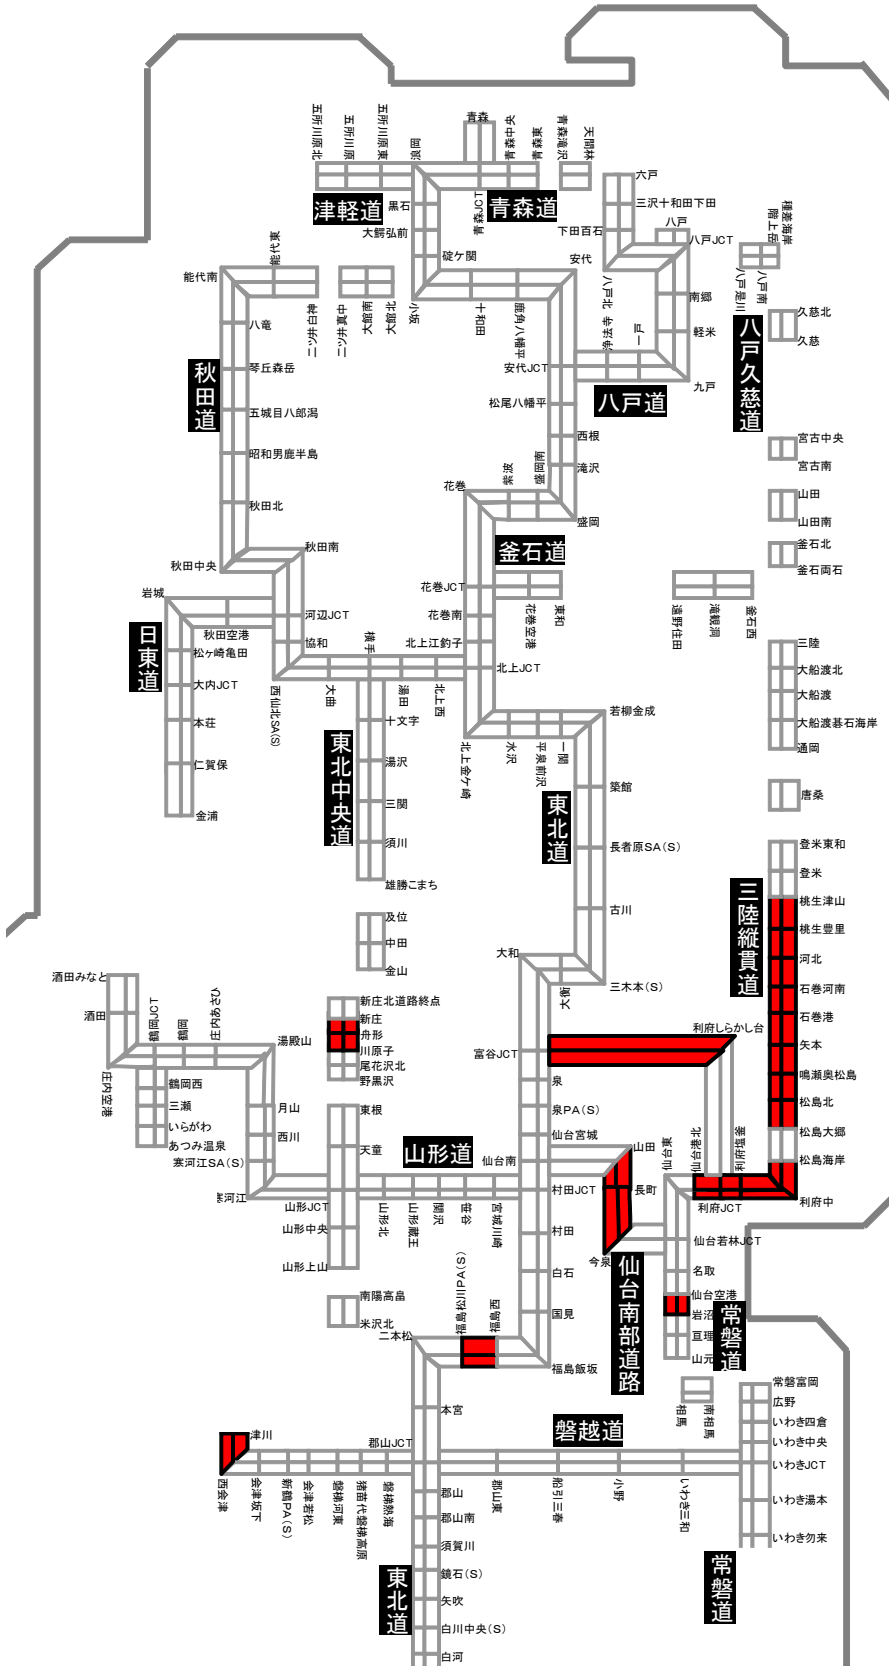 五所川原北
五所川原
五所川原東
浪岡
青森
青森中央
青森東
青森滝沢
天間林
津軽道
青森JCT
青森道
黒石
大鰐弘前
碇ケ関
小坂
十和田
鹿角八幡平
安代
六戸
三沢十和田下田
下田百石
八戸
八戸JCT
八戸北
種差海岸階上岳
八戸是川
八戸南
南郷
軽米
九戸
浄法寺
一戸
八戸道
八戸久慈道
久慈北
久慈
能代南
能代東
二ツ井白神
二ツ井真中
大館南
大館北
八竜
琴丘森岳
五城目八郎潟
昭和男鹿半島
秋田北
秋田道
秋田中央
秋田南
安代JCT
松尾八幡平
西根
滝沢
盛岡
盛岡南
紫波
花巻
釜石道
花巻JCT
花巻空港
東和
花巻南
北上江釣子
北上JCT
遠野住田
滝観洞
釜石西
宮古中央
宮古南
山田
山田南
釜石北
釜石両石
三陸
大船渡北
大船渡
大船渡碁石海岸
通岡
唐桑
岩城
秋田空港
河辺JCT
協和
日東道
松ヶ崎亀田
大内JCT
本荘
仁賀保
金浦
西仙北SA(S)
大曲
横手
湯田
北上西
十文字
湯沢
三関
須川
雄勝こまち
東北中央道
北上金ケ崎
水沢
平泉前沢
一関
若柳金成
築館
長者原SA(S)
古川
三木本(S)
大衡
大和
東北道
及位
中田
金山
登米東和
登米
桃生津山
桃生豊里
河北
石巻河南
石巻港
矢本
鳴瀬奥松島
松島北
松島大郷
松島海岸
利府中
三陸縦貫道
酒田みなと
酒田
庄内空港
鶴岡JCT
鶴岡
庄内あさひ
湯殿山
鶴岡西
三瀬
いらがわ
あつみ温泉
月山
西川
寒河江SA(S)
寒河江
新庄北道路終点
新庄
舟形
川原子
尾花沢北
野黒沢
東根
天童
山形JCT
山形中央
山形上山
山形道
山形北
山形蔵王
関沢
笹谷
宮城川崎
富谷JCT
利府しらかし台
泉
泉PA(S)
仙台宮城
仙台南
村田JCT
村田
白石
国見
福島飯坂
山田
長町
今泉
仙台南部道路
仙台東
仙台港北
利府塩釜
利府JCT
仙台若林JCT
名取
仙台空港
岩沼
亘理
山元
常磐道
南陽高畠
米沢北
二本松
福島松川PA(S)
福島西
本宮
相馬
南相馬
常磐富岡
広野
いわき四倉
いわき中央
いわきJCT
いわき湯本
いわき勿来
磐越道
津川
西会津
会津坂下
新鶴PA(S)
会津若松
磐梯河東
猪苗代磐梯高原
磐梯熱海
郡山JCT
郡山東
船引三春
小野
いわき三和
郡山
郡山南
須賀川
鏡石(S)
矢吹
白川中央(S)
白河
東北道
常磐道